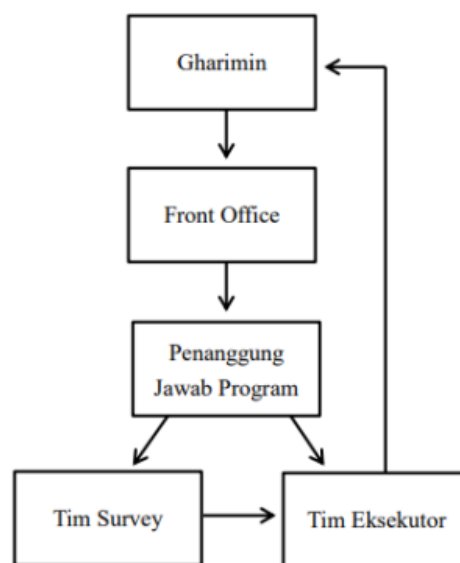 Gharimin
Front Office
Penanggung
Jawab Program
Tim Survey
Tim Eksekutor